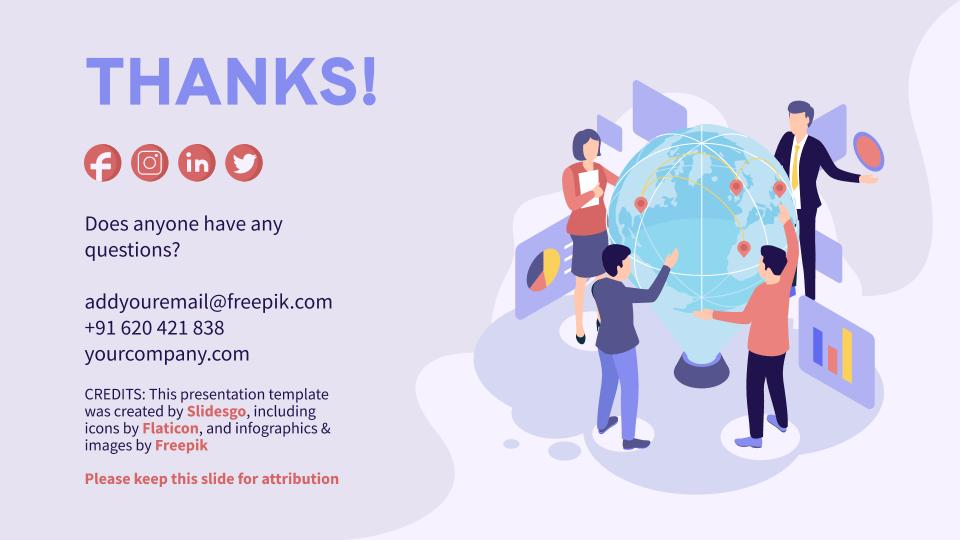 THANKS!
Does anyone have any
questions?
addyouremail@freepik.com
+91 620 421 838
yourcompany.com
CREDITS: This presentation template
was created by Slidesgo, including
icons by Flaticon, and infographics &
images by Freepik
Please keep this slide for attribution